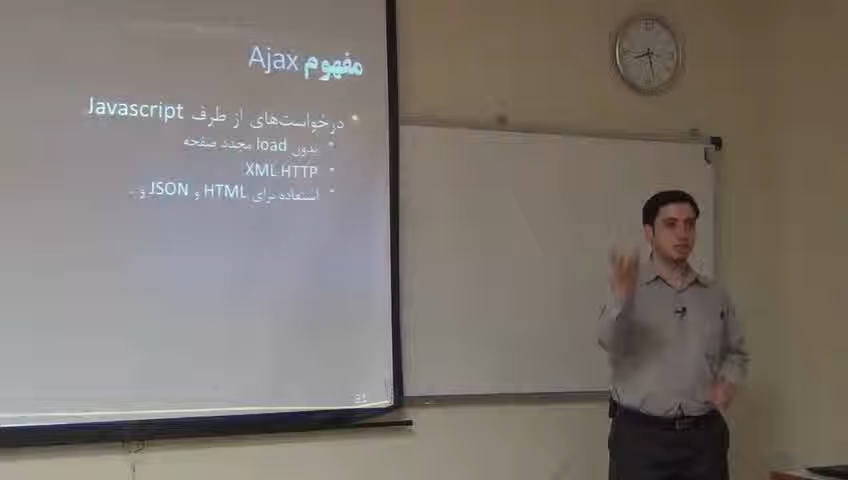 مفهوم Ajax
درخواست‌های از طرف Javascript
بدون load مجدد صفحه
XML HTTP
استفاده برای HTML و JSON و ..